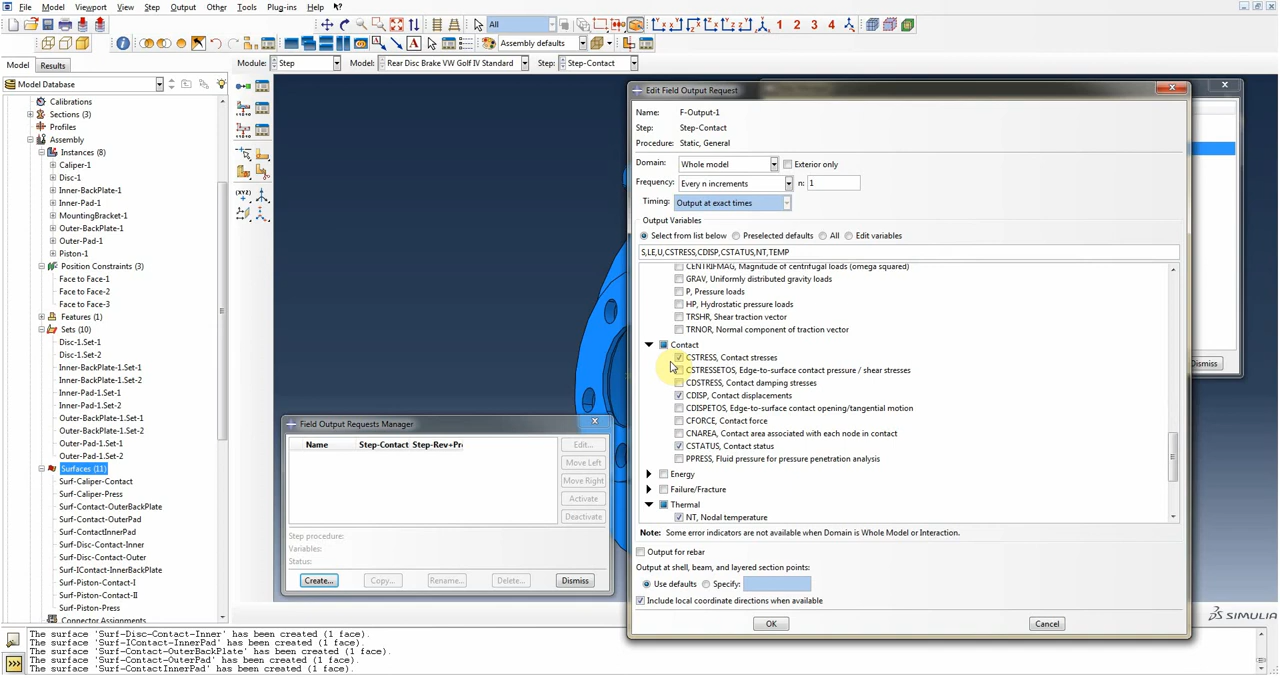 File Model Viewport View Step Output Other Tools Plug-ins Help
All 1 2 3 4
Assembly defaults
Model Results Module: Step Model: Rear Disc Brake VW Golf IV Standard Step: Step-Contact
Model Database
Calibrations
Sections (3)
Profiles
Assembly
Instances (8)
Caliper-1
Disc-1
Inner-BackPlate-1
Inner-Pad-1
MountingBracket-1
Outer-BackPlate-1
Outer-Pad-1
Piston-1
Position Constraints (3)
Face to Face-1
Face to Face-2
Face to Face-3
Features (1)
Sets (10)
Disc-1.Set-1
Disc-1.Set-2
Inner-BackPlate-1.Set-1
Inner-BackPlate-1.Set-2
Inner-Pad-1.Set-1
Inner-Pad-1.Set-2
Outer-BackPlate-1.Set-1
Outer-BackPlate-1.Set-2
Outer-Pad-1.Set-1
Outer-Pad-1.Set-2
Surfaces (11)
Surf-Caliper-Contact
Surf-Caliper-Press
Surf-Contact-OuterBackPlate
Surf-Contact-OuterPad
Surf-ContactInnerPad
Surf-Disc-Contact-Inner
Surf-Disc-Contact-Outer
Surf-IContact-InnerBackPlate
Surf-Piston-Contact-I
Surf-Piston-Contact-II
Surf-Piston-Press
Connector Assignments
Field Output Requests Manager
Name Step-Contact Step-Rev+Pr
Edit...
Move Left
Move Right
Activate
Deactivate
Step procedure:
Variables:
Status:
Create... Copy... Rename... Delete... Dismiss
Edit Field Output Request
Name: F-Output-1
Step: Step-Contact
Procedure: Static, General
Domain: Whole model Exterior only
Frequency: Every n increments n: 1
Timing: Output at exact times
Output Variables
Select from list below Preselected defaults All Edit variables
S,LE,U,CSTRESS,CDISP,CSTATUS,NT,TEMP
CENTRIFMAG, Magnitude of centrifugal loads (omega squared)
GRAV, Uniformly distributed gravity loads
P, Pressure loads
HP, Hydrostatic pressure loads
TRSHR, Shear traction vector
TRNOR, Normal component of traction vector
Contact
CSTRESS, Contact stresses
CSTRESSETOS, Edge-to-surface contact pressure / shear stresses
CDSTRESS, Contact damping stresses
CDISP, Contact displacements
CDISPETOS, Edge-to-surface contact opening/tangential motion
CFORCE, Contact force
CNAREA, Contact area associated with each node in contact
CSTATUS, Contact status
PPRESS, Fluid pressure for pressure penetration analysis
Energy
Failure/Fracture
Thermal
NT, Nodal temperature
Note: Some error indicators are not available when Domain is Whole Model or Interaction.
Output for rebar
Output at shell, beam, and layered section points:
Use defaults Specify:
Include local coordinate directions when available
OK Cancel
SIMULIA
The surface 'Surf-Disc-Contact-Inner' has been created (1 face).
The surface 'Surf-IContact-InnerPad' has been created (1 face).
The surface 'Surf-Contact-OuterBackPlate' has been created (1 face).
The surface 'Surf-Contact-OuterPad' has been created (1 face).
The surface 'Surf-ContactInnerPad' has been created (1 face).